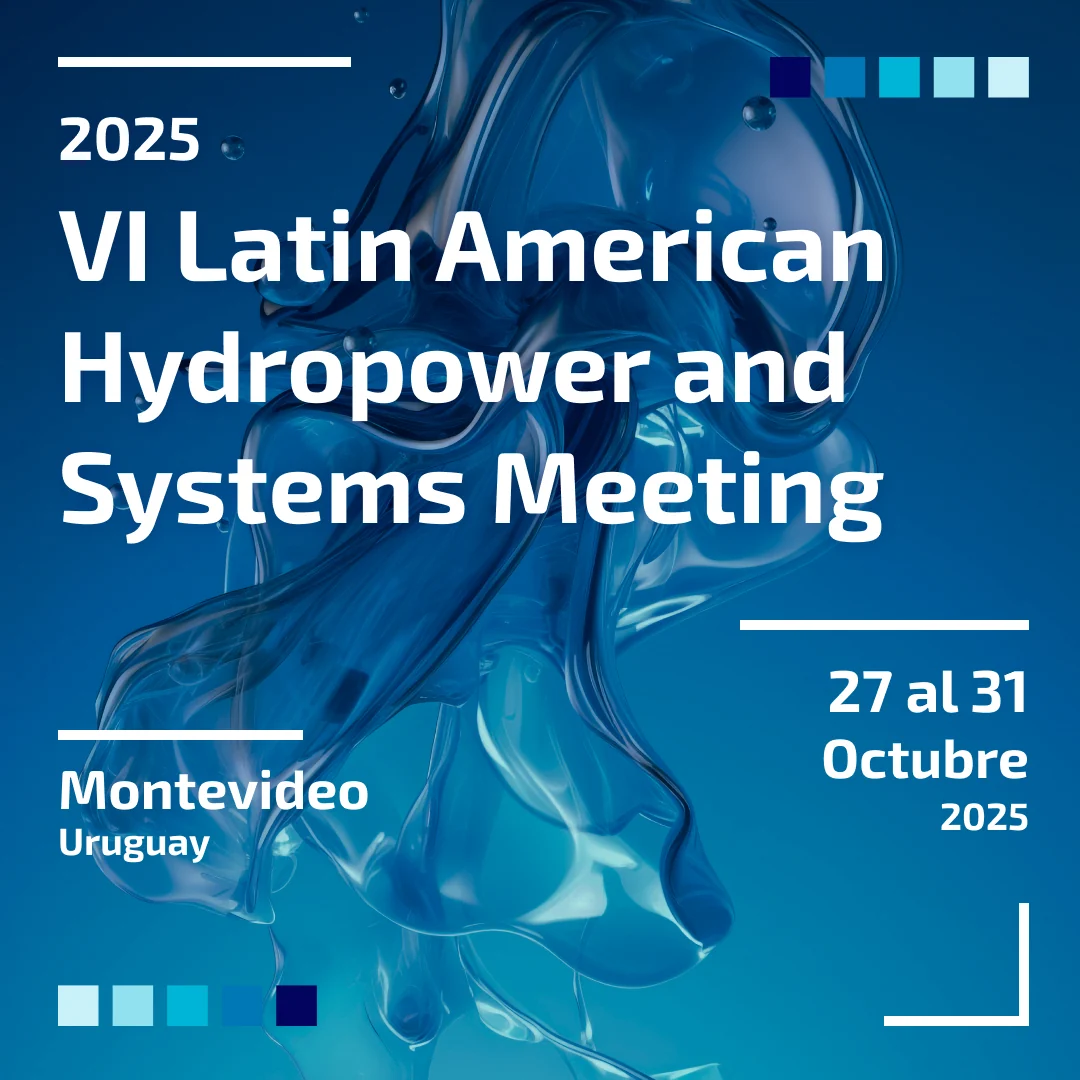 2025
VI Latin American
Hydropower and
Systems Meeting
27 al 31
Octubre
2025
Montevideo
Uruguay